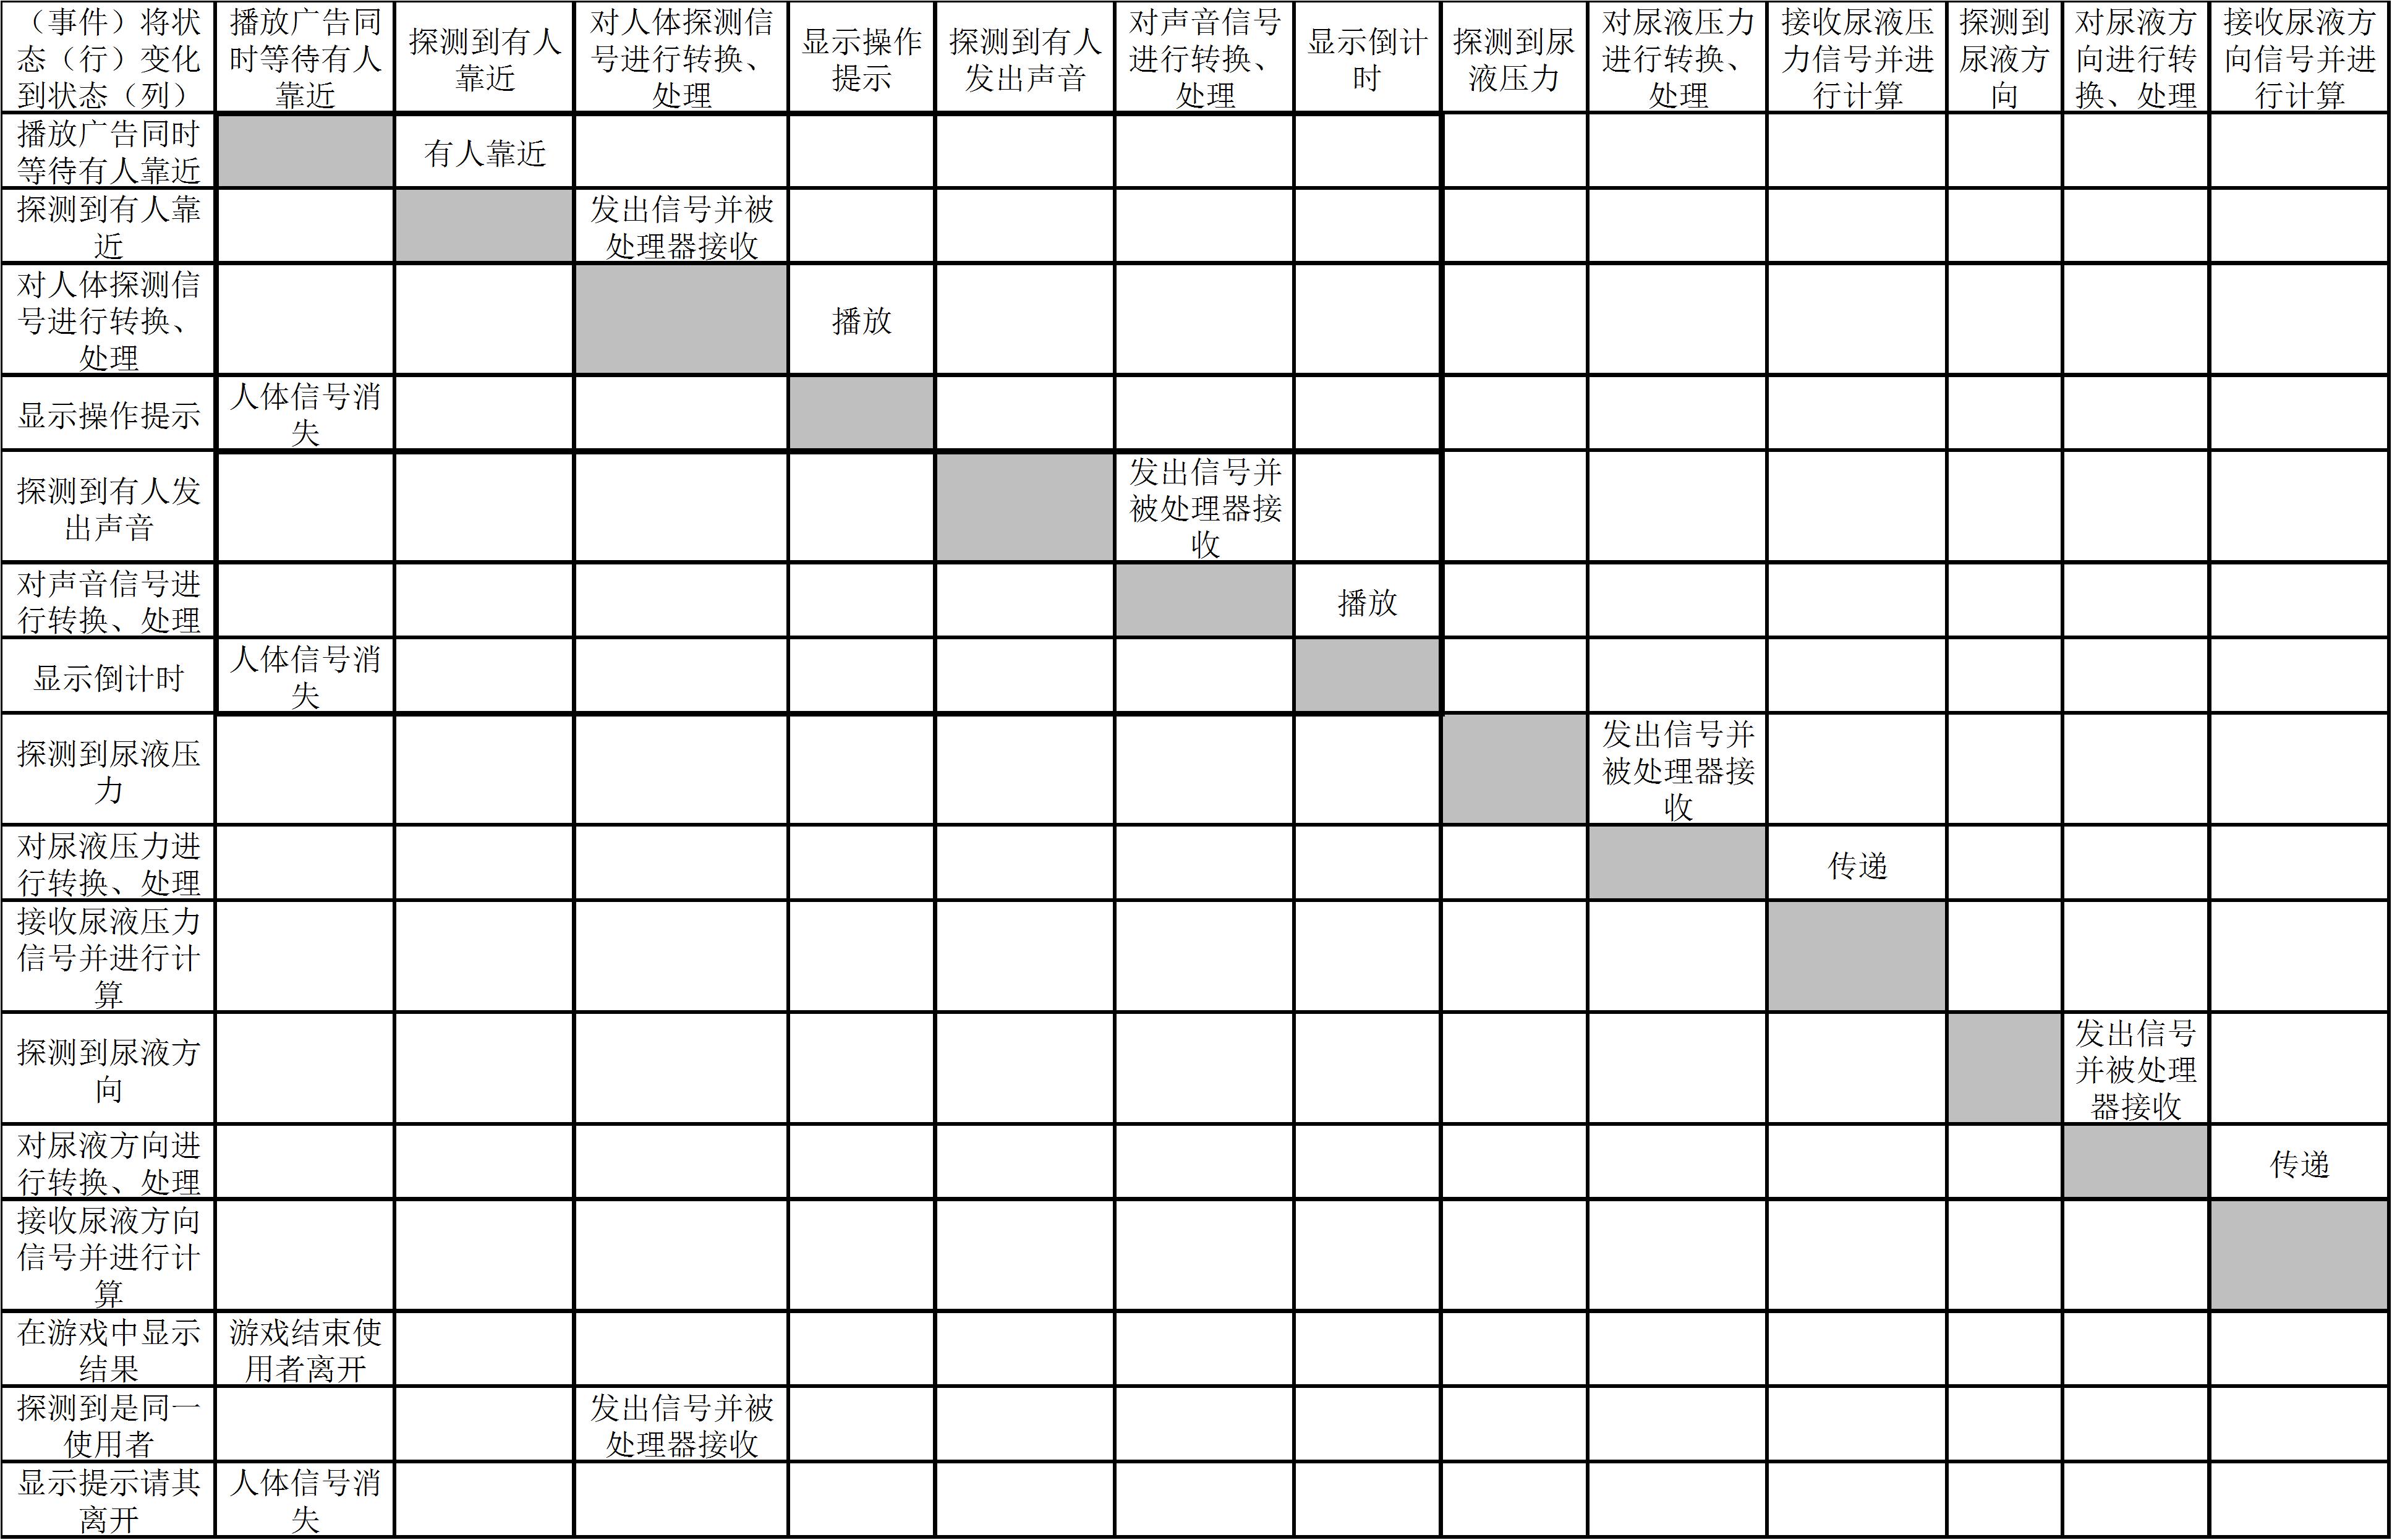 （事件）将状
态（行）变化
到状态（列）
播放广告同
时等待有人
靠近
探测到有人
靠近
对人体探测信
号进行转换、
处理
显示操作
提示
探测到有人
发出声音
对声音信号
进行转换、
处理
显示倒计
时
探测到尿
液压力
对尿液压力
进行转换、
处理
接收尿液压
力信号并进
行计算
探测到
尿液方
向
对尿液方
向进行转
换、处理
接收尿液方
向信号并进
行计算
播放广告同时
等待有人靠近
有人靠近
探测到有人靠
近
发出信号并被
处理器接收
对人体探测信
号进行转换、
处理
播放
显示操作提示
人体信号消
失
探测到有人发
出声音
发出信号并
被处理器接
收
对声音信号进
行转换、处理
播放
显示倒计时
人体信号消
失
探测到尿液压
力
发出信号并
被处理器接
收
对尿液压力进
行转换、处理
传递
接收尿液压力
信号并进行计
算
探测到尿液方
向
发出信号
并被处理
器接收
对尿液方向进
行转换、处理
传递
接收尿液方向
信号并进行计
算
在游戏中显示
结果
游戏结束使
用者离开
探测到是同一
使用者
发出信号并被
处理器接收
显示提示请其
离开
人体信号消
失